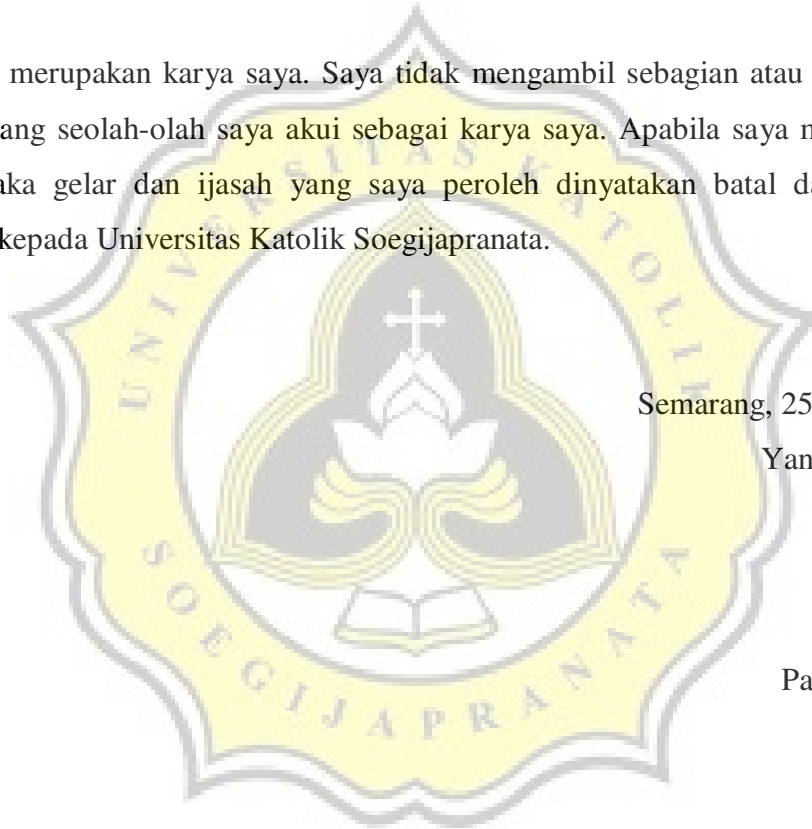 merupakan karya saya. Saya tidak mengambil sebagian atau
ang seolah-olah saya akui sebagai karya saya. Apabila saya m
aka gelar dan ijasah yang saya peroleh dinyatakan batal da
kepada Universitas Katolik Soegijapranata.
UNIVERSITAS KATOLIK
Semarang, 25
Yan
SOEGIJAPRANATA
Pa